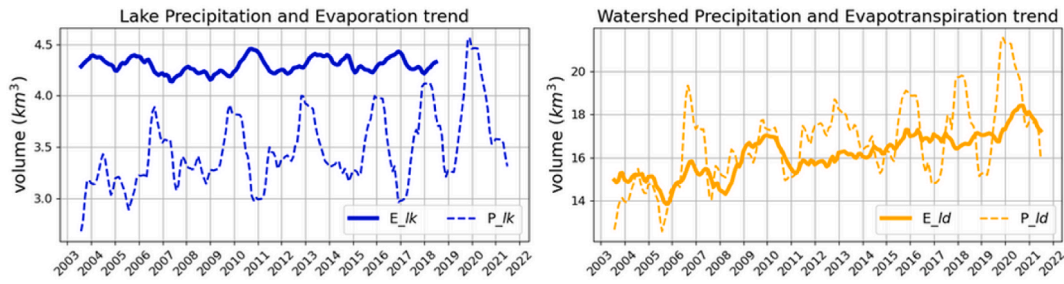 Lake Precipitation and Evaporation trend
volume (km³)
4.5
4.0
3.5
3.0
E_lk P_lk
2003 2004 2005 2006 2007 2008 2009 2010 2011 2012 2013 2014 2015 2016 2017 2018 2019 2020 2021 2022
Watershed Precipitation and Evapotranspiration trend
volume (km³)
20
18
16
14
E_ld P_ld
2003 2004 2005 2006 2007 2008 2009 2010 2011 2012 2013 2014 2015 2016 2017 2018 2019 2020 2021 2022